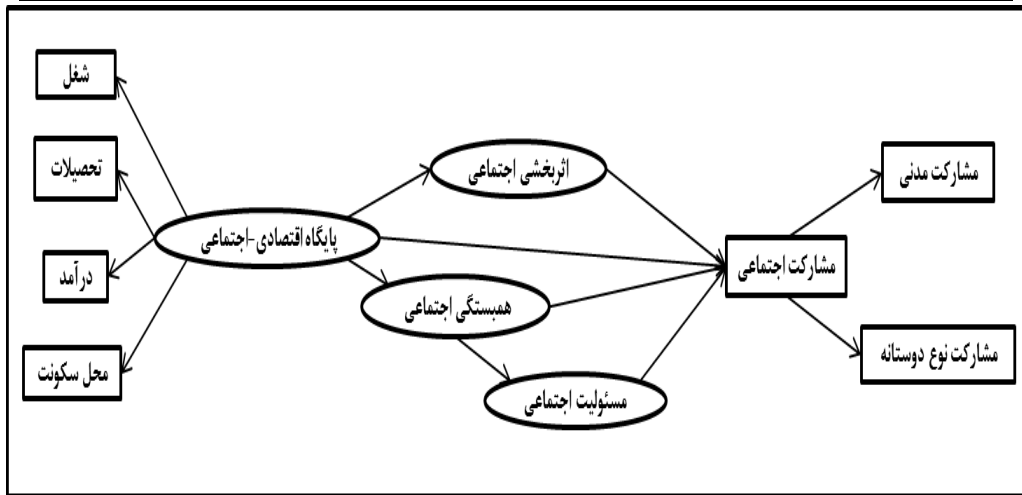 شغل
تحصیلات
درآمد
محل سکونت
پایگاه اقتصادی-اجتماعی
اثربخشی اجتماعی
همبستگی اجتماعی
مسئولیت اجتماعی
مشارکت اجتماعی
مشارکت مدنی
مشارکت نوع دوستانه